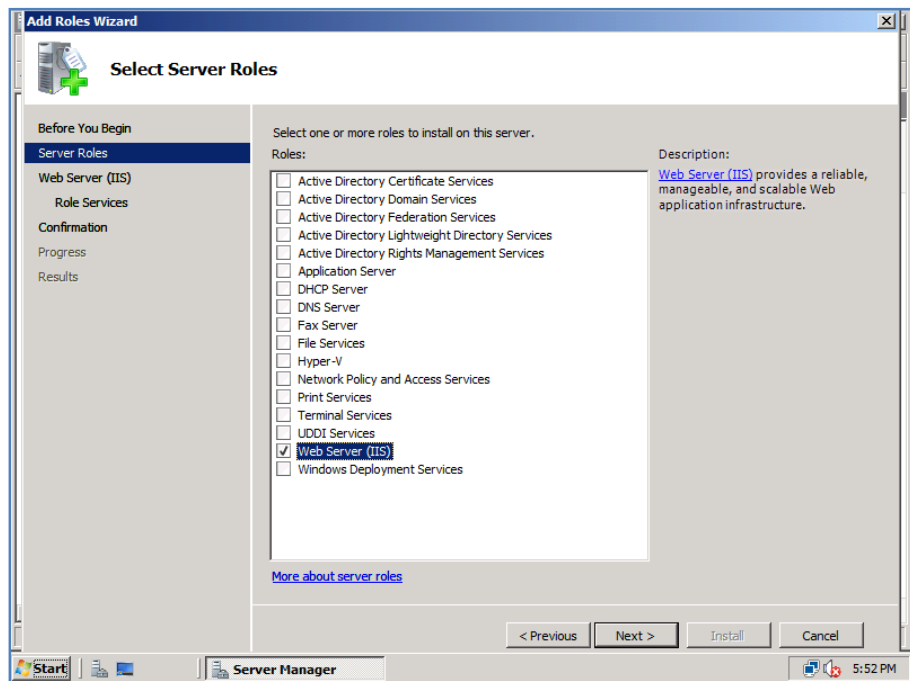 Add Roles Wizard
Select Server Roles
Before You Begin
Server Roles
Web Server (IIS)
Role Services
Confirmation
Progress
Results
Select one or more roles to install on this server.
Roles:
Active Directory Certificate Services
Active Directory Domain Services
Active Directory Federation Services
Active Directory Lightweight Directory Services
Active Directory Rights Management Services
Application Server
DHCP Server
DNS Server
Fax Server
File Services
Hyper-V
Network Policy and Access Services
Print Services
Terminal Services
UDDI Services
Web Server (IIS)
Windows Deployment Services
More about server roles
Description:
Web Server (IIS) provides a reliable,
manageable, and scalable Web
application infrastructure.
< Previous
Next >
Install
Cancel
Start
Server Manager
5:52 PM